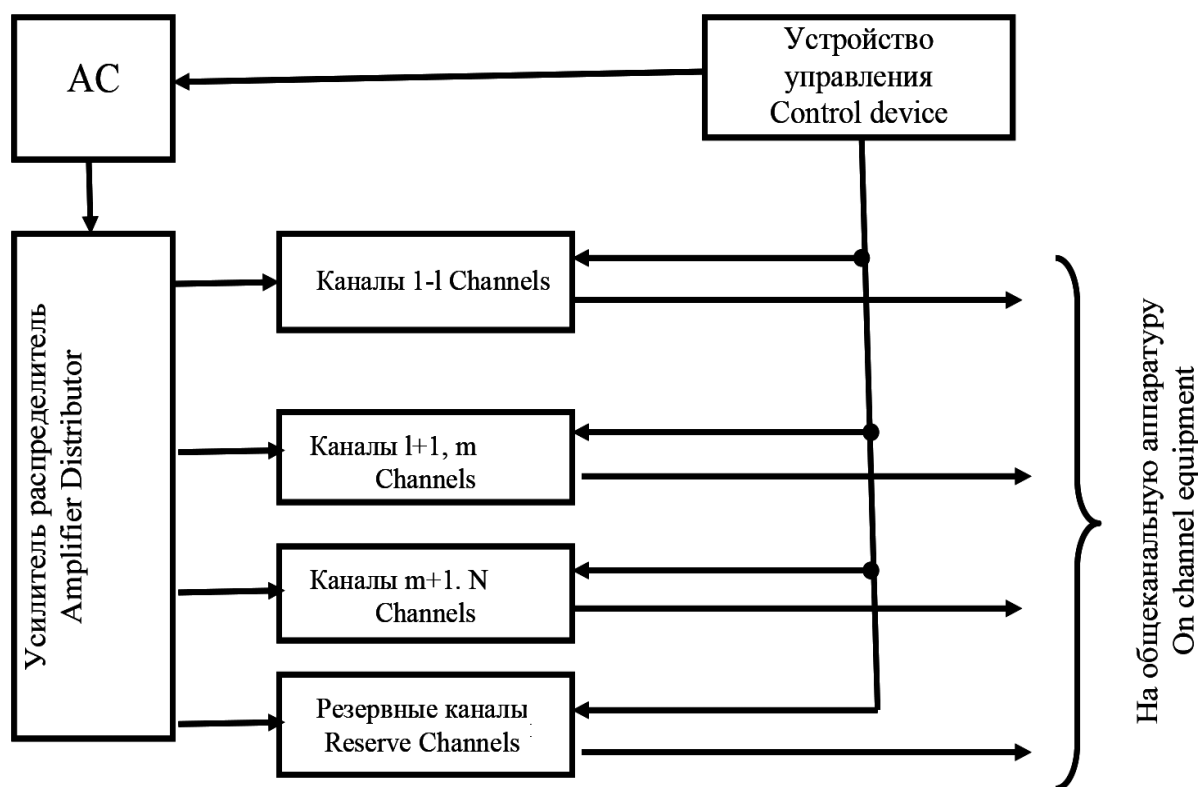 АС
Устройство
управления
Control device
Усилитель распределитель
Amplifier Distributor
Каналы 1-l Channels
Каналы l+1, m
Channels
Каналы m+1. N
Channels
Резервные каналы
Reserve Channels
На общеканальную аппаратуру
On channel equipment